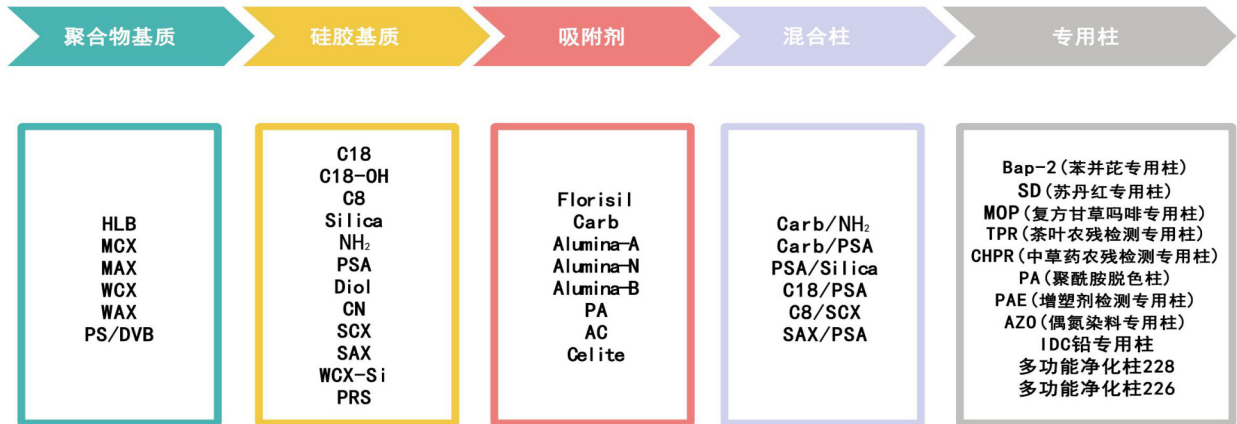 聚合物基质
硅胶基质
吸附剂
混合柱
专用柱
HLB
MCX
MAX
WCX
WAX
PS/DVB
C18
C18-OH
C8
Silica
NH₂
PSA
Diol
CN
SCX
SAX
WCX-Si
PRS
Florisil
Carb
Alumina-A
Alumina-N
Alumina-B
PA
AC
Celite
Carb/NH₂
Carb/PSA
PSA/Silica
C18/PSA
C8/SCX
SAX/PSA
Bap-2(苯并芘专用柱)
SD(苏丹红专用柱)
MOP(复方甘草吗啡专用柱)
TPR(茶叶农残检测专用柱)
CHPR(中草药农残检测专用柱)
PA(聚酰胺脱色柱)
PAE(增塑剂检测专用柱)
AZO(偶氮染料专用柱)
IDC铅专用柱
多功能净化柱228
多功能净化柱226